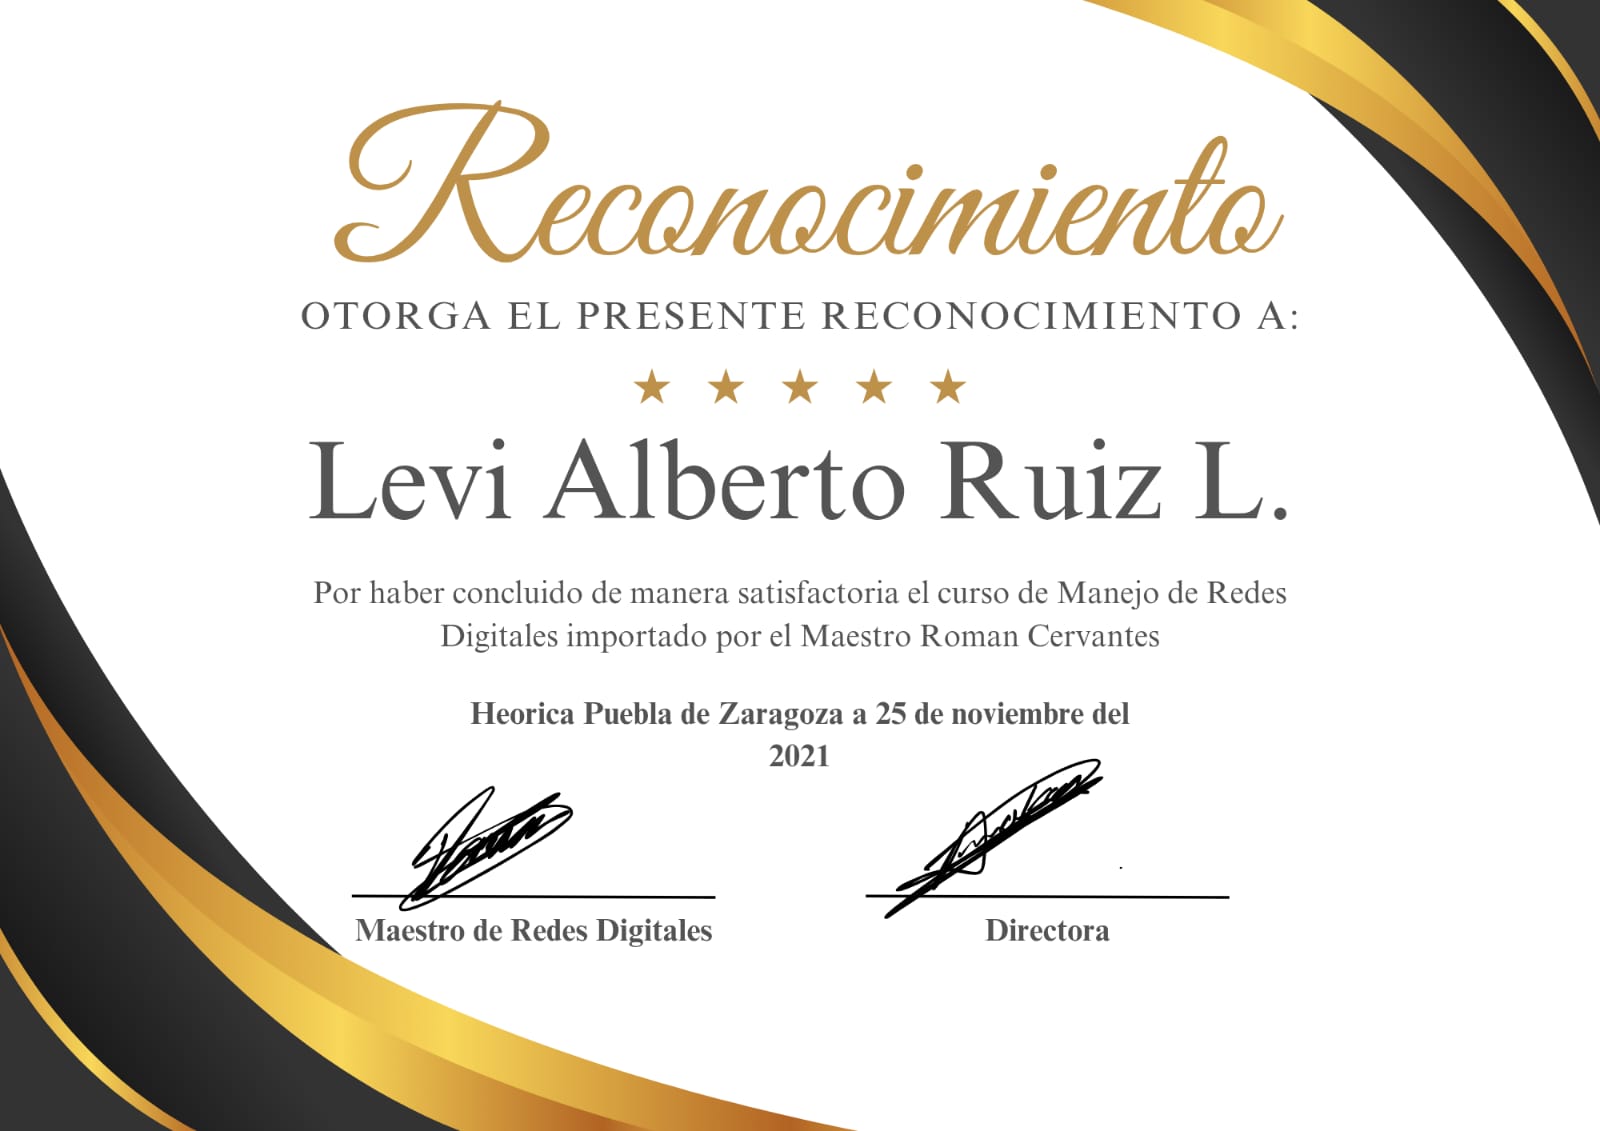 Reconocimiento
OTORGA EL PRESENTE RECONOCIMIENTO A:
Levi Alberto Ruiz L.
Por haber concluido de manera satisfactoria el curso de Manejo de Redes
Digitales importado por el Maestro Roman Cervantes
Heorica Puebla de Zaragoza a 25 de noviembre del
2021
Maestro de Redes Digitales
Directora